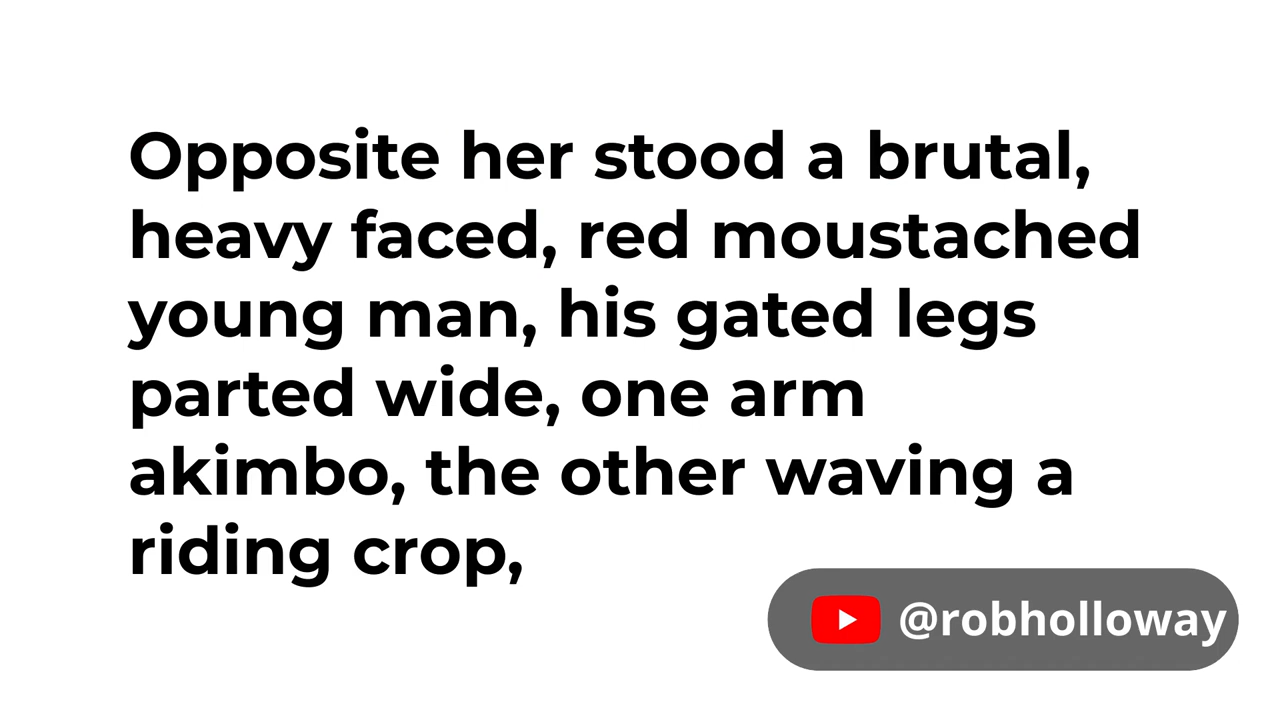 Opposite her stood a brutal,
heavy faced, red moustached
young man, his gated legs
parted wide, one arm
akimbo, the other waving a
riding crop,
@robholloway